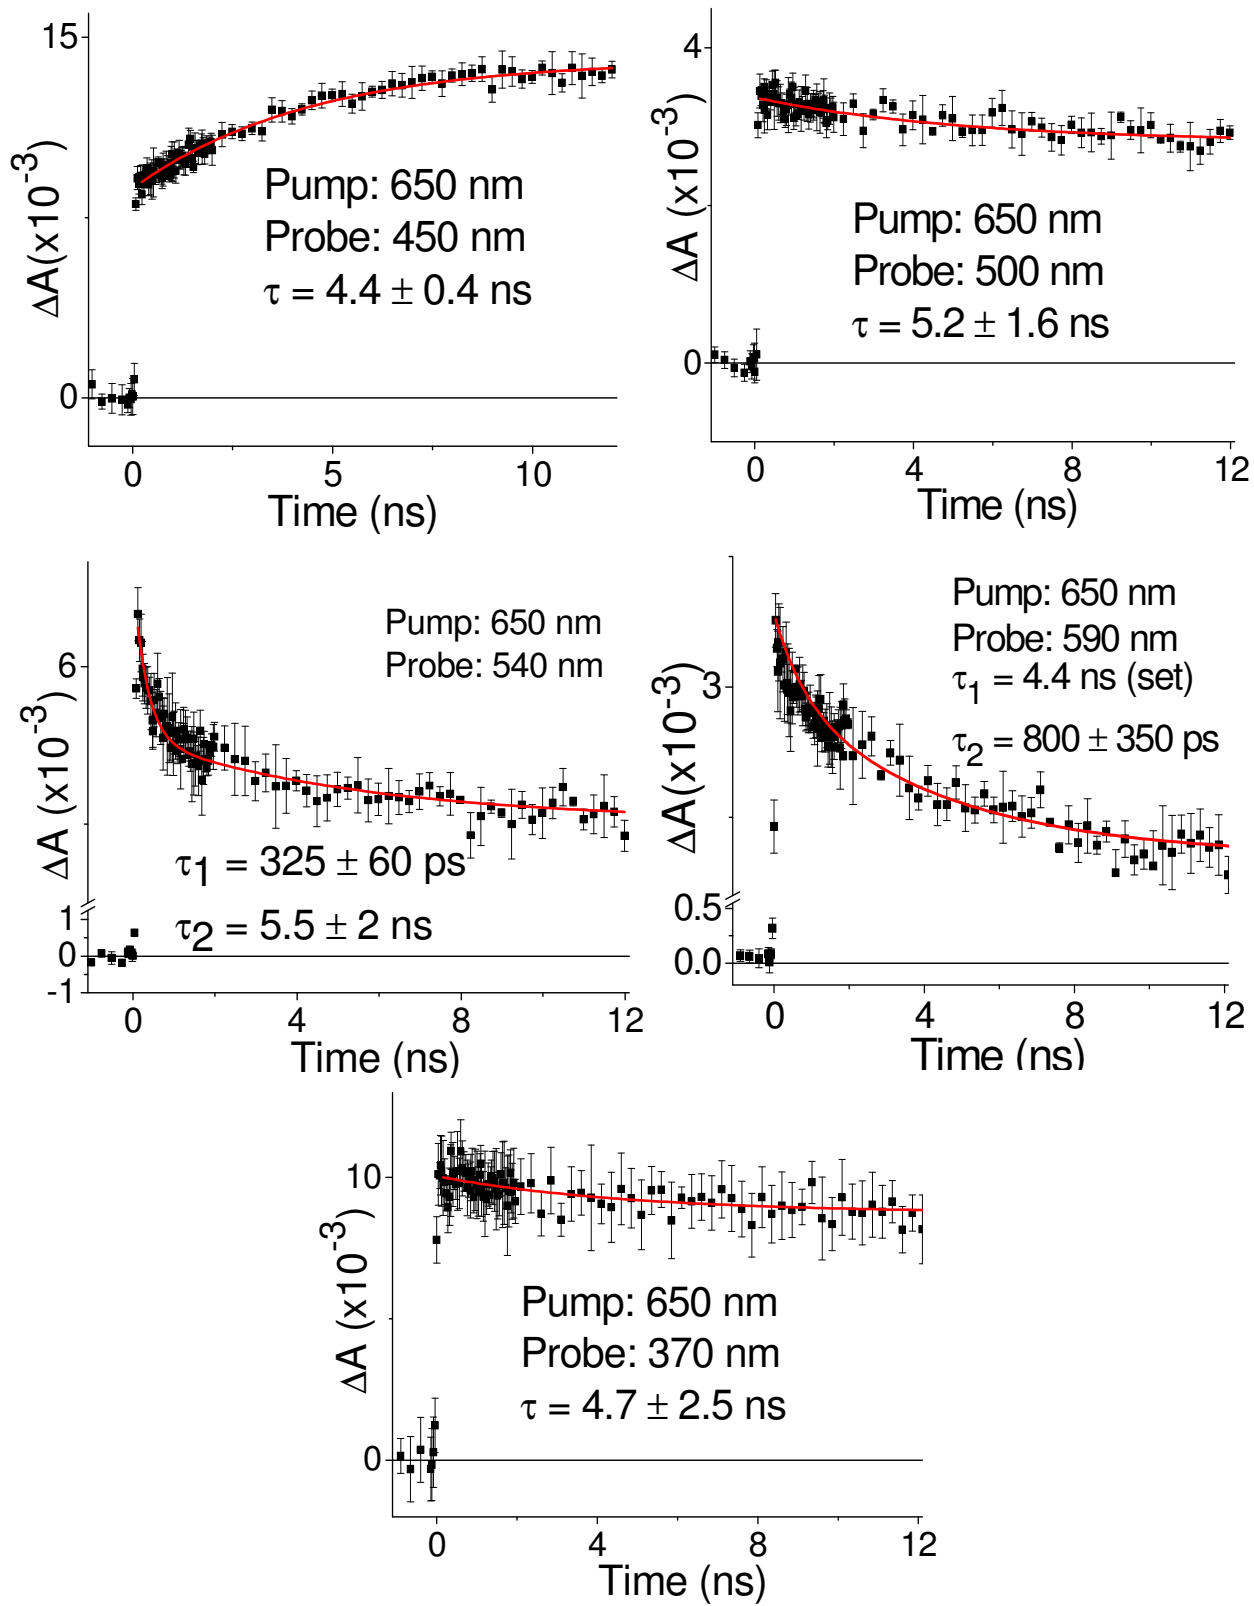 15
0
ΔA(x10⁻³)
Pump: 650 nm
Probe: 450 nm
τ = 4.4 ± 0.4 ns
0 5 10
Time (ns)
4
0
ΔA (x10⁻³)
Pump: 650 nm
Probe: 500 nm
τ = 5.2 ± 1.6 ns
0 4 8 12
Time (ns)
6
1
0
-1
ΔA (x10⁻³)
Pump: 650 nm
Probe: 540 nm
τ₁ = 325 ± 60 ps
τ₂ = 5.5 ± 2 ns
0 4 8 12
Time (ns)
3
0.5
0.0
ΔA(x10⁻³)
Pump: 650 nm
Probe: 590 nm
τ₁ = 4.4 ns (set)
τ₂ = 800 ± 350 ps
0 4 8 12
Time (ns)
10
0
ΔA (x10⁻³)
Pump: 650 nm
Probe: 370 nm
τ = 4.7 ± 2.5 ns
0 4 8 12
Time (ns)